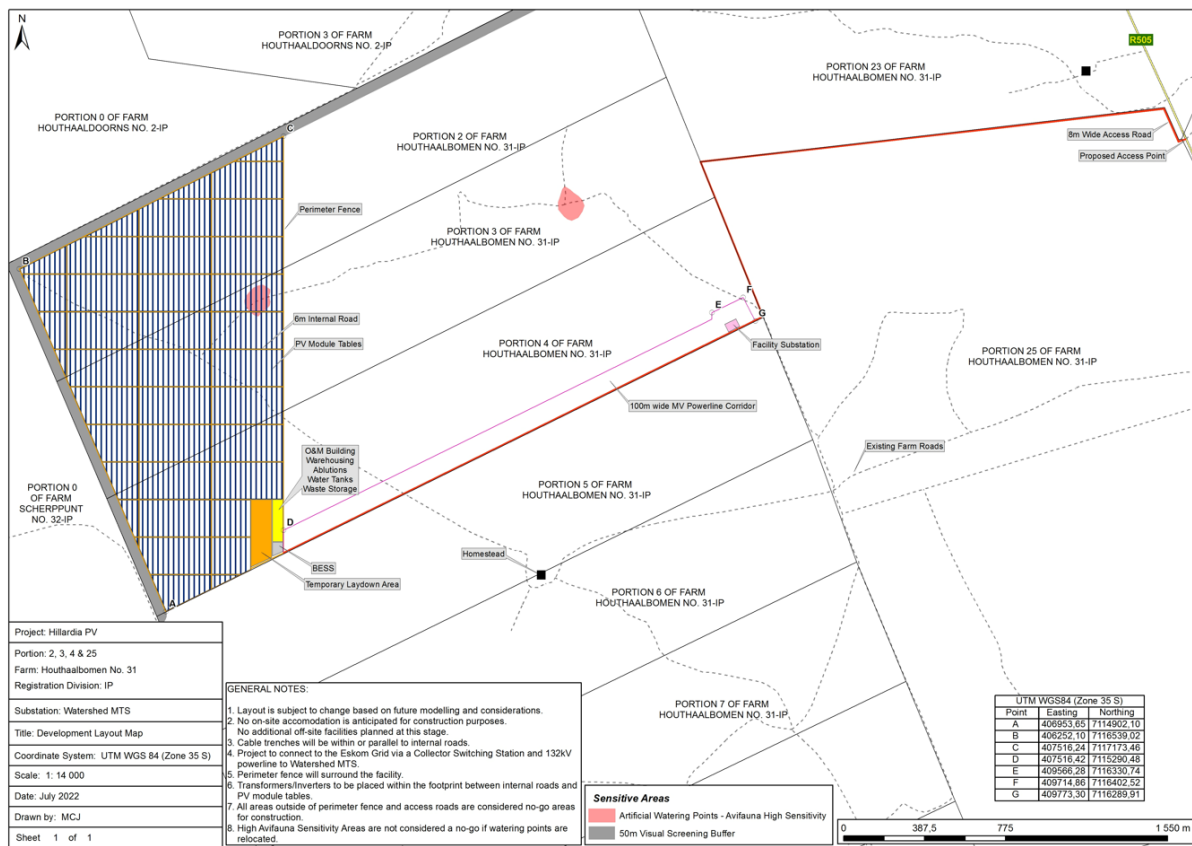 N
PORTION 3 OF FARM
HOUTHAALDOORNS NO. 2-IP
PORTION 0 OF FARM
HOUTHAALDOORNS NO. 2-IP
PORTION 23 OF FARM
HOUTHAALBOMEN NO. 31-IP
R505
8m Wide Access Road
Proposed Access Point
C
PORTION 2 OF FARM
HOUTHAALBOMEN NO. 31-IP
Perimeter Fence
PORTION 3 OF FARM
HOUTHAALBOMEN NO. 31-IP
B
6m Internal Road
PV Module Tables
E
F
G
Facility Substation
PORTION 4 OF FARM
HOUTHAALBOMEN NO. 31-IP
PORTION 25 OF FARM
HOUTHAALBOMEN NO. 31-IP
100m wide MV Powerline Corridor
Existing Farm Roads
O&M Building
Warehousing
Ablutions
Water Tanks
Waste Storage
PORTION 0
OF FARM
SCHERPPUNT
NO. 32-IP
PORTION 5 OF FARM
HOUTHAALBOMEN NO. 31-IP
D
Homestead
BESS
Temporary Laydown Area
A
PORTION 6 OF FARM
HOUTHAALBOMEN NO. 31-IP
PORTION 7 OF FARM
HOUTHAALBOMEN NO. 31-IP
Project: Hillardia PV
Portion: 2, 3, 4 & 25
Farm: Houthaalbomen No. 31
Registration Division: IP
Substation: Watershed MTS
Title: Development Layout Map
Coordinate System: UTM WGS 84 (Zone 35 S)
Scale: 1: 14 000
Date: July 2022
Drawn by: MCJ
Sheet 1 of 1
GENERAL NOTES:
1. Layout is subject to change based on future modelling and considerations.
2. No on-site accomodation is anticipated for construction purposes.
No additional off-site facilities planned at this stage.
3. Cable trenches will be within or parallel to internal roads.
4. Project to connect to the Eskom Grid via a Collector Switching Station and 132kV
powerline to Watershed MTS.
5. Perimeter fence will surround the facility.
6. Transformers/Inverters to be placed within the footprint between internal roads and
PV module tables.
7. All areas outside of perimeter fence and access roads are considered no-go areas
for construction.
8. High Avifauna Sensitivity Areas are not considered a no-go if watering points are
relocated.
Sensitive Areas
Artificial Watering Points - Avifauna High Sensitivity
50m Visual Screening Buffer
UTM WGS84 (Zone 35 S)
Point Easting Northing
A 406953,65 7114902,10
B 406252,10 7116539,02
C 407516,24 7117173,46
D 407516,42 7115290,48
E 409566,28 7116330,74
F 409714,86 7116402,52
G 409773,30 7116289,91
0 387,5 775 1 550 m